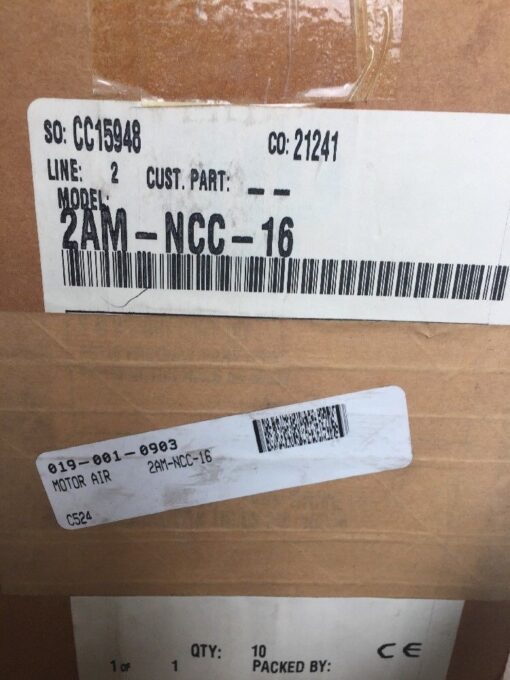 SO: CC15948 CO: 21241
LINE: 2 CUST. PART: _ _
MODEL:
2AM-NCC-16
019-001-0903
MOTOR AIR 2AM-NCC-16
C524
QTY: 10 CE
1 OF 1 PACKED BY: